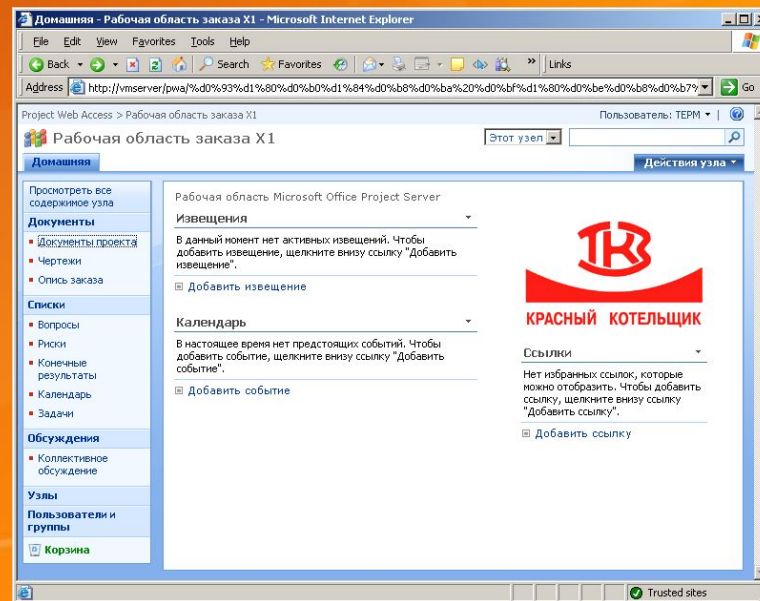 Домашняя - Рабочая область заказа X1 - Microsoft Internet Explorer
File Edit View Favorites Tools Help
Back Search Favorites Links
Address http://vmserver/pwa/%d0%93%d1%80%d0%b0%d1%84%d0%b8%d0%ba%20%d0%bf%d1%80%d0%be%d0%b8%d0%b7% Go
Project Web Access > Рабочая область заказа X1 Пользователь: ТЕРМ
Рабочая область заказа X1 Этот узел
Домашняя Действия узла
Просмотреть все
содержимое узла
Документы
Документы проекта
Чертежи
Опись заказа
Списки
Вопросы
Риски
Конечные
результаты
Календарь
Задачи
Обсуждения
Коллективное
обсуждение
Узлы
Пользователи и
группы
Корзина
Рабочая область Microsoft Office Project Server
Извещения
В данный момент нет активных извещений. Чтобы
добавить извещение, щелкните внизу ссылку "Добавить
извещение".
Добавить извещение
Календарь
В настоящее время нет предстоящих событий. Чтобы
добавить событие, щелкните внизу ссылку "Добавить
событие".
Добавить событие
ТКЗ
КРАСНЫЙ КОТЕЛЬЩИК
Ссылки
Нет избранных ссылок, которые
можно отобразить. Чтобы добавить
ссылку, щелкните внизу ссылку
"Добавить ссылку".
Добавить ссылку
Trusted sites